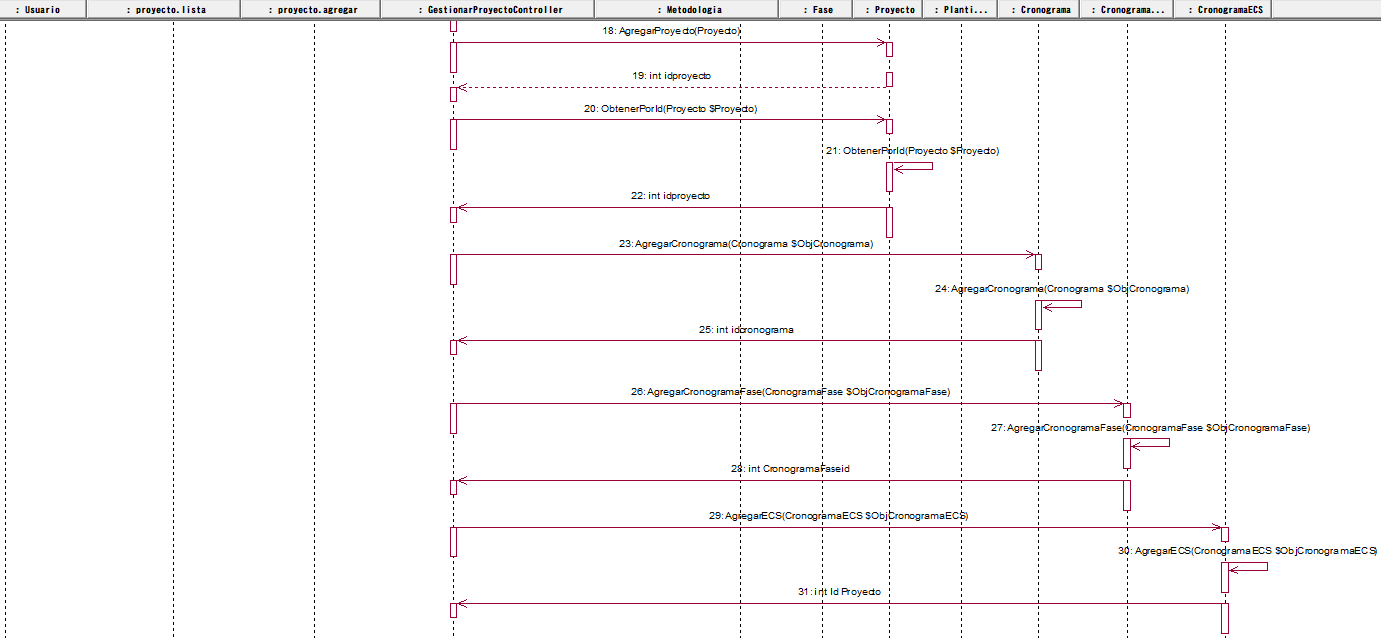 : Usuario
: proyecto.lista
: proyecto.agregar
: GestionarProyectoController
: Metodologia
: Fase
: Proyecto
: Planti...
: Cronograma
: Cronograma...
: CronogramaECS
18: AgregarProyecto(Proyecto)
19: int idproyecto
20: ObtenerPorId(Proyecto $Proyecto)
21: ObtenerPorId(Proyecto $Proyecto)
22: int idproyecto
23: AgregarCronograma(Cronograma $ObjCronograma)
24: AgregarCronograma(Cronograma $ObjCronograma)
25: int idcronograma
26: AgregarCronogramaFase(CronogramaFase $ObjCronogramaFase)
27: AgregarCronogramaFase(CronogramaFase $ObjCronogramaFase)
28: int CronogramaFaseid
29: AgregarECS(CronogramaECS $ObjCronogramaECS)
30: AgregarECS(CronogramaECS $ObjCronogramaECS)
31: int Id Proyecto